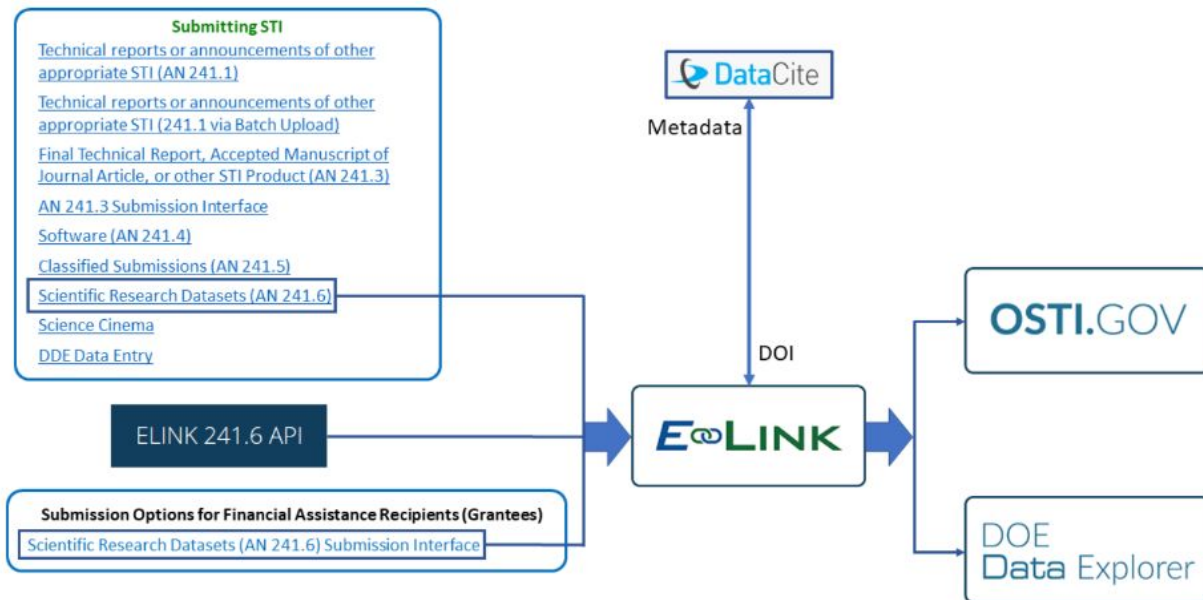 Submitting STI
Technical reports or announcements of other
appropriate STI (AN 241.1)
Technical reports or announcements of other
appropriate STI (241.1 via Batch Upload)
Final Technical Report, Accepted Manuscript of
Journal Article, or other STI Product (AN 241.3)
AN 241.3 Submission Interface
Software (AN 241.4)
Classified Submissions (AN 241.5)
Scientific Research Datasets (AN 241.6)
Science Cinema
DDE Data Entry
ELINK 241.6 API
Submission Options for Financial Assistance Recipients (Grantees)
Scientific Research Datasets (AN 241.6) Submission Interface
DataCite
Metadata
DOI
E-LINK
OSTI.GOV
DOE
Data Explorer